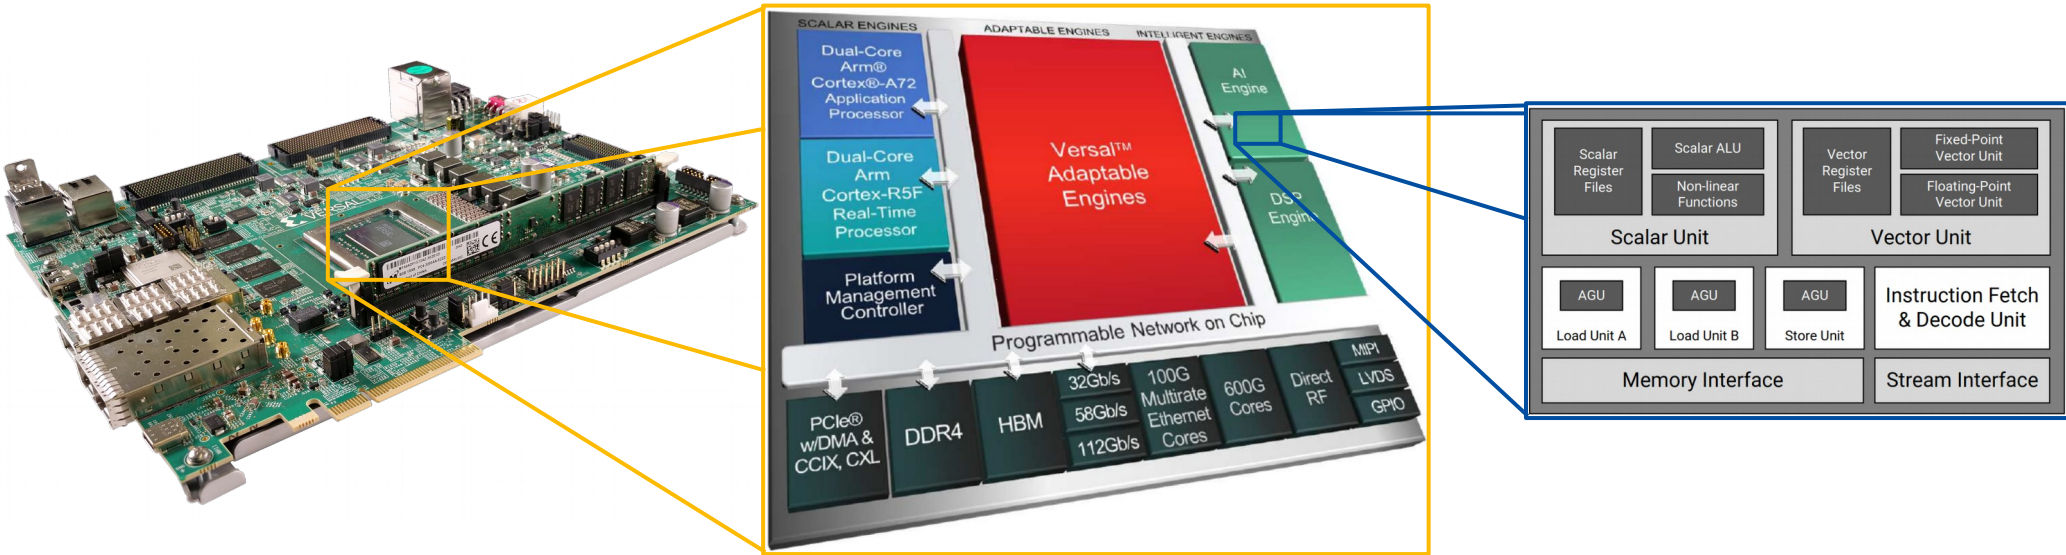 VERSAL
CE
SCALAR ENGINES
ADAPTABLE ENGINES
INTELLIGENT ENGINES
Dual-Core
Arm®
Cortex®-A72
Application
Processor
Dual-Core
Arm
Cortex-R5F
Real-Time
Processor
Platform
Management
Controller
Versal™
Adaptable
Engines
AI
Engine
DSP
Engine
Programmable Network on Chip
PCIe®
w/DMA &
CCIX, CXL
DDR4
HBM
32Gb/s
58Gb/s
112Gb/s
100G
Multirate
Ethernet
Cores
600G
Cores
Direct
RF
MIPI
LVDS
GPIO
Scalar
Register
Files
Scalar ALU
Non-linear
Functions
Scalar Unit
Vector
Register
Files
Fixed-Point
Vector Unit
Floating-Point
Vector Unit
Vector Unit
AGU
Load Unit A
AGU
Load Unit B
AGU
Store Unit
Instruction Fetch
& Decode Unit
Memory Interface
Stream Interface